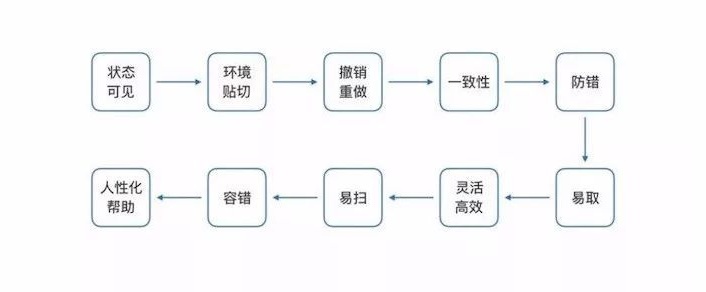 状态
可见
环境
贴切
撤销
重做
一致性
防错
易取
灵活
高效
易扫
容错
人性化
帮助